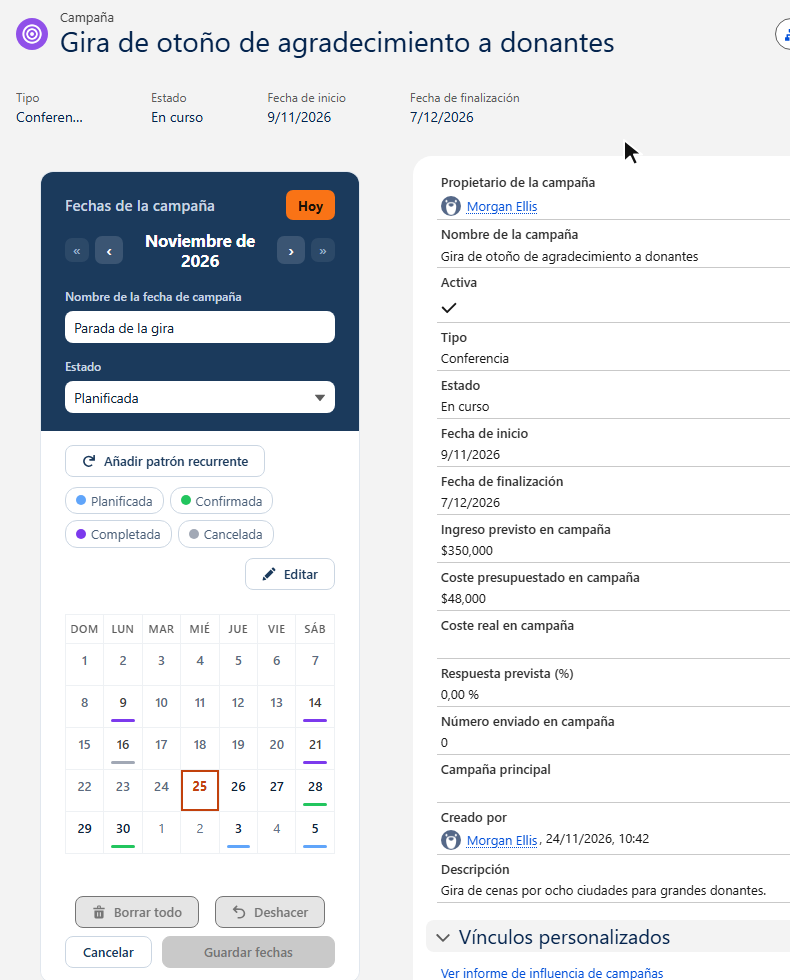 Campaña
Gira de otoño de agradecimiento a donantes
Tipo Estado Fecha de inicio Fecha de finalización
Conferen... En curso 9/11/2026 7/12/2026
Fechas de la campaña Hoy
« ‹ Noviembre de 2026 › »
Nombre de la fecha de campaña
Parada de la gira
Estado
Planificada
Añadir patrón recurrente
Planificada Confirmada
Completada Cancelada
Editar
DOM LUN MAR MIÉ JUE VIE SÁB
1 2 3 4 5 6 7
8 9 10 11 12 13 14
15 16 17 18 19 20 21
22 23 24 25 26 27 28
29 30 1 2 3 4 5
Borrar todo Deshacer
Cancelar Guardar fechas
Propietario de la campaña
Morgan Ellis
Nombre de la campaña
Gira de otoño de agradecimiento a donantes
Activa
Tipo
Conferencia
Estado
En curso
Fecha de inicio
9/11/2026
Fecha de finalización
7/12/2026
Ingreso previsto en campaña
$350,000
Coste presupuestado en campaña
$48,000
Coste real en campaña
Respuesta prevista (%)
0,00 %
Número enviado en campaña
0
Campaña principal
Creado por
Morgan Ellis, 24/11/2026, 10:42
Descripción
Gira de cenas por ocho ciudades para grandes donantes.
Vínculos personalizados
Ver informe de influencia de campañas